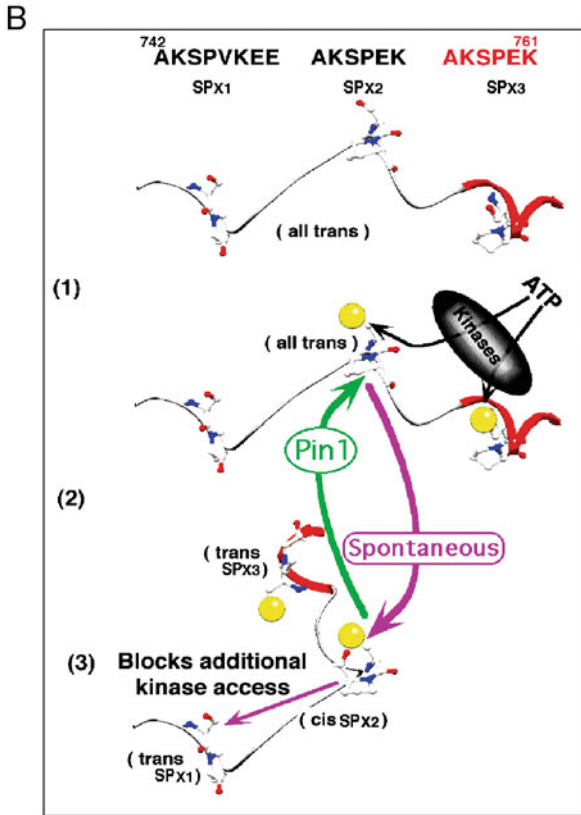 B
742 761
AKSPVKEE AKSPEK AKSPEK
SPX1 SPX2 SPX3
( all trans )
(1)
ATP
Kinases
( all trans )
Pin1
(2)
Spontaneous
( trans
SPX3)
(3)
Blocks additional
kinase access
( cis SPX2)
( trans
SPX1)